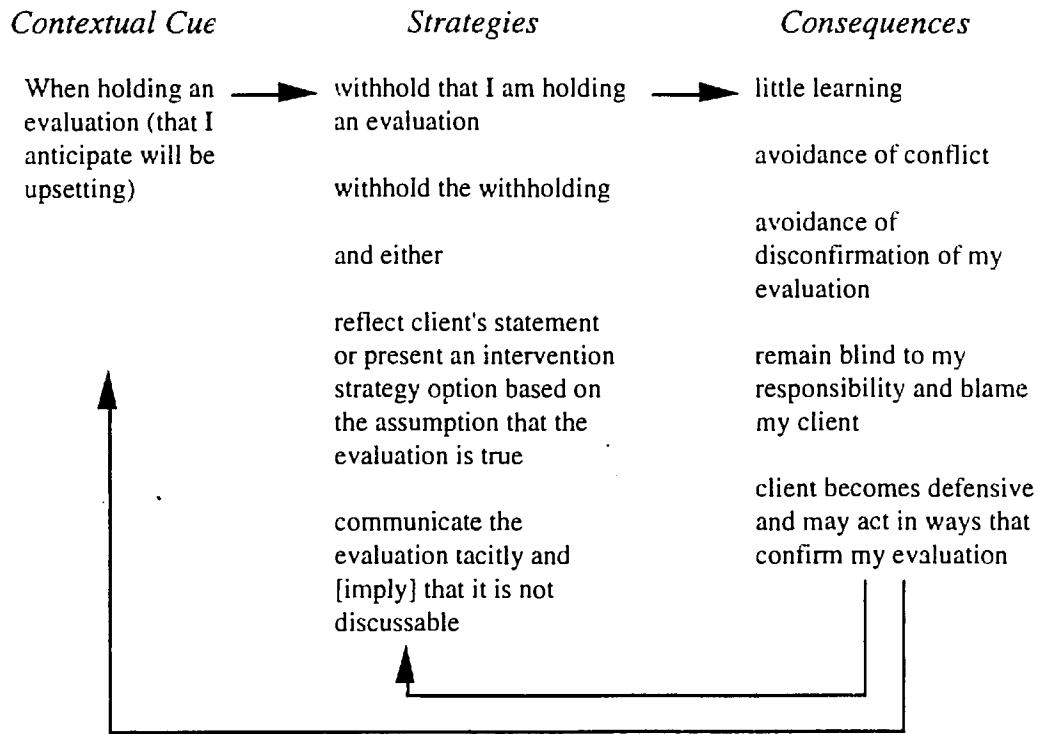 Contextual Cue
Strategies
Consequences
When holding an
evaluation (that I
anticipate will be
upsetting)
withhold that I am holding
an evaluation
withhold the withholding
and either
reflect client's statement
or present an intervention
strategy option based on
the assumption that the
evaluation is true
communicate the
evaluation tacitly and
[imply] that it is not
discussable
little learning
avoidance of conflict
avoidance of
disconfirmation of my
evaluation
remain blind to my
responsibility and blame
my client
client becomes defensive
and may act in ways that
confirm my evaluation